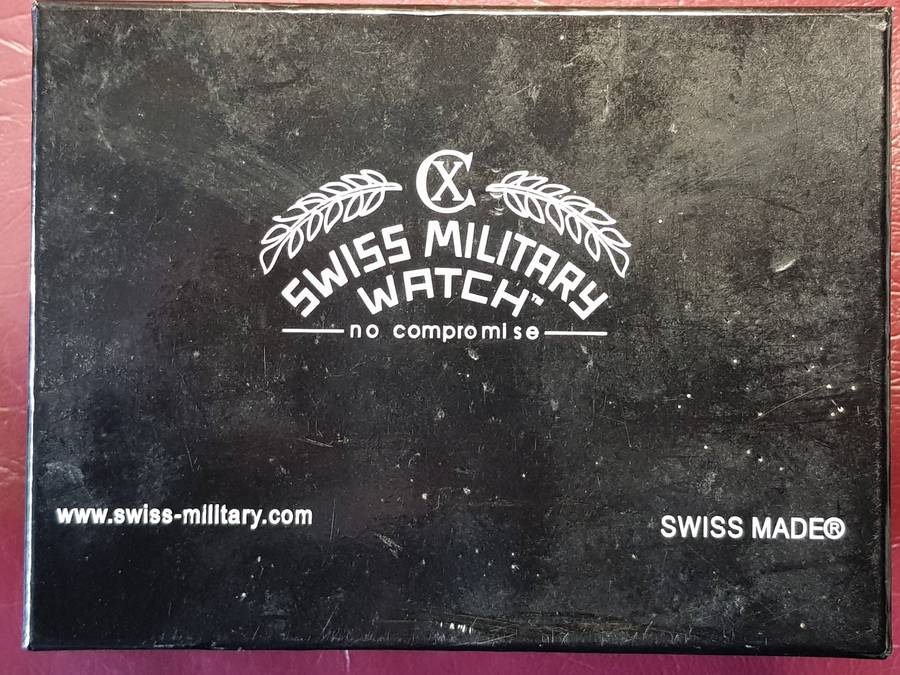 CX
SWISS MILITARY
WATCH™
no compromise
www.swiss-military.com
SWISS MADE®